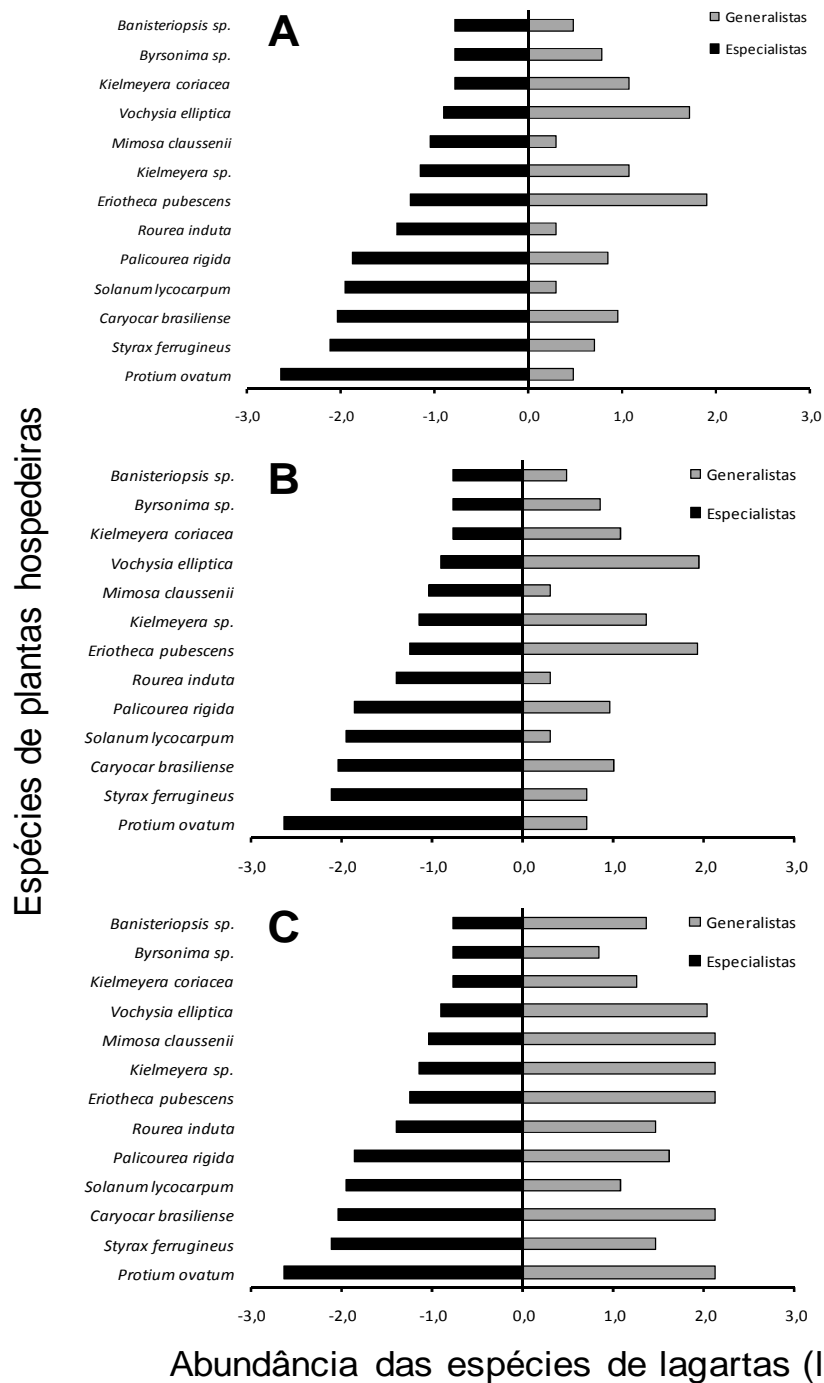 Espécies de plantas hospedeiras
A
Generalistas
Especialistas
Banisteriopsis sp.
Byrsonima sp.
Kielmeyera coriacea
Vochysia elliptica
Mimosa claussenii
Kielmeyera sp.
Eriotheca pubescens
Rourea induta
Palicourea rigida
Solanum lycocarpum
Caryocar brasiliense
Styrax ferrugineus
Protium ovatum
-3,0 -2,0 -1,0 0,0 1,0 2,0 3,0
B
Generalistas
Especialistas
Banisteriopsis sp.
Byrsonima sp.
Kielmeyera coriacea
Vochysia elliptica
Mimosa claussenii
Kielmeyera sp.
Eriotheca pubescens
Rourea induta
Palicourea rigida
Solanum lycocarpum
Caryocar brasiliense
Styrax ferrugineus
Protium ovatum
-3,0 -2,0 -1,0 0,0 1,0 2,0 3,0
C
Generalistas
Especialistas
Banisteriopsis sp.
Byrsonima sp.
Kielmeyera coriacea
Vochysia elliptica
Mimosa claussenii
Kielmeyera sp.
Eriotheca pubescens
Rourea induta
Palicourea rigida
Solanum lycocarpum
Caryocar brasiliense
Styrax ferrugineus
Protium ovatum
-3,0 -2,0 -1,0 0,0 1,0 2,0 3,0
Abundância das espécies de lagartas (